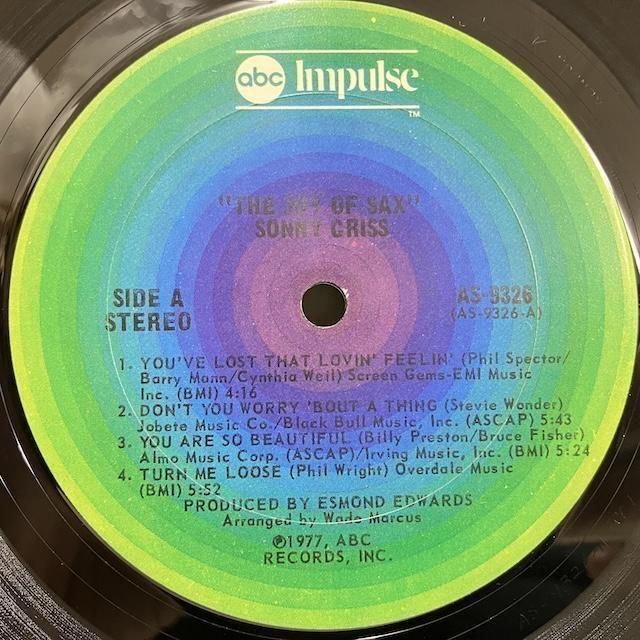 abc Impulse
TM
"THE JOY OF SAX"
SONNY CRISS
SIDE A
STEREO
AS-9326
(AS-9326-A)
1. YOU'VE LOST THAT LOVIN' FEELIN' (Phil Spector/
Barry Mann/Cynthia Weil) Screen Gems-EMI Music
Inc. (BMI) 4:16
2. DON'T YOU WORRY 'BOUT A THING (Stevie Wonder)
Jobete Music Co./Black Bull Music, Inc. (ASCAP) 5:43
3. YOU ARE SO BEAUTIFUL (Billy Preston/Bruce Fisher)
Almo Music Corp. (ASCAP)/Irving Music, Inc. (BMI) 5:24
4. TURN ME LOOSE (Phil Wright) Overdale Music
(BMI) 5:52
PRODUCED BY ESMOND EDWARDS
Arranged by Wade Marcus
℗1977, ABC
RECORDS, INC.